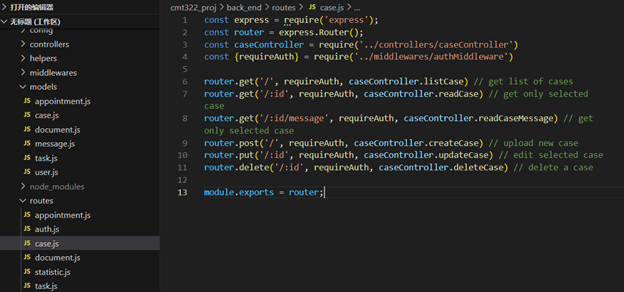 打开的编辑器
无标题 (工作区)
config
controllers
helpers
middlewares
models
JS appointment.js
JS case.js
JS document.js
JS message.js
JS task.js
JS user.js
node_modules
routes
JS appointment.js
JS auth.js
JS case.js
JS document.js
JS statistic.js
JS task.js
cmt322_proj > back_end > routes > JS case.js > ...
1 const express = require('express');
2 const router = express.Router();
3 const caseController = require('../controllers/caseController')
4 const {requireAuth} = require('../middlewares/authMiddleware')
5
6 router.get('/', requireAuth, caseController.listCase) // get list of cases
7 router.get('/:id', requireAuth, caseController.readCase) // get only selected
case
8 router.get('/:id/message', requireAuth, caseController.readCaseMessage) // get
only selected case
9 router.post('/', requireAuth, caseController.createCase) // upload new case
10 router.put('/:id', requireAuth, caseController.updateCase) // edit selected case
11 router.delete('/:id', requireAuth, caseController.deleteCase) // delete a case
12
13 module.exports = router;